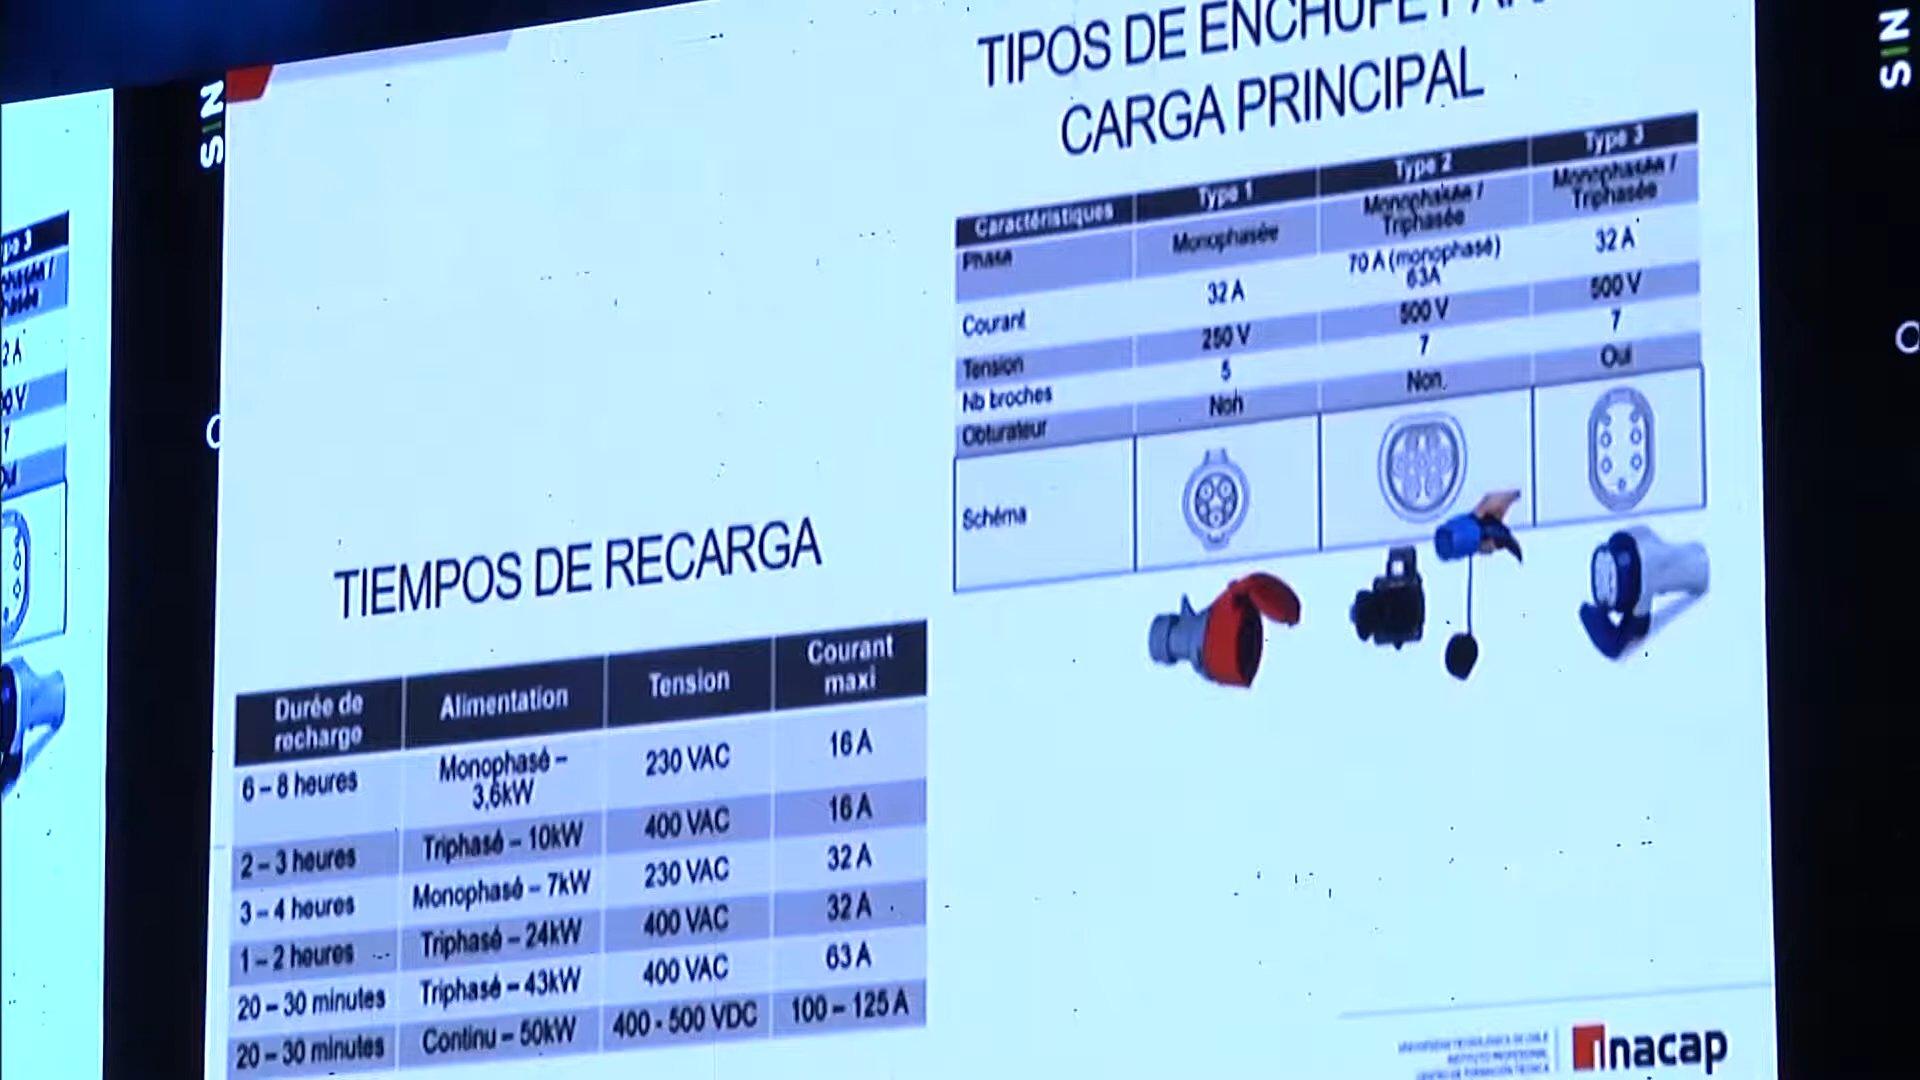 SIN
TIPOS DE ENCHUFE
CARGA PRINCIPAL
Caractéristiques Type 1 Type 2 Type 3
Phase Monophasée Monophasée / Triphasée Monophasée / Triphasée
Courant 32 A 70 A (monophasé) 63A 32 A
Tension 250 V 500 V 500 V
Nb broches 5 7 7
Obturateur Non Non Oui
Schéma
TIEMPOS DE RECARGA
Durée de recharge Alimentation Tension Courant maxi
6 – 8 heures Monophasé – 3,6kW 230 VAC 16 A
2 – 3 heures Triphasé – 10kW 400 VAC 16 A
3 – 4 heures Monophasé – 7kW 230 VAC 32 A
1 – 2 heures Triphasé – 24kW 400 VAC 32 A
20 – 30 minutes Triphasé – 43kW 400 VAC 63 A
20 – 30 minutes Continu – 50kW 400 - 500 VDC 100 – 125 A
inacap
SIN